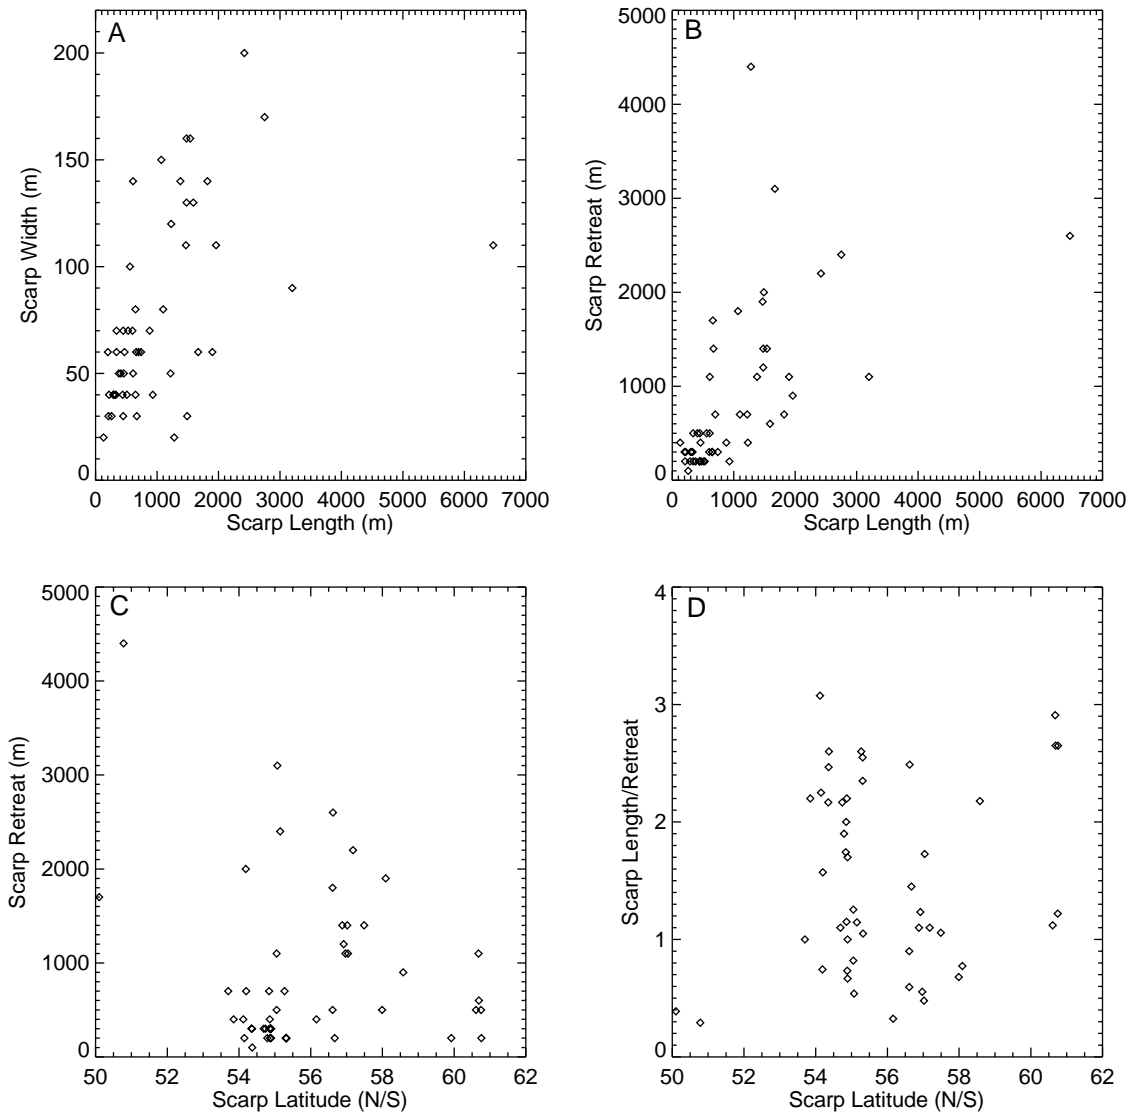 A
200
150
100
50
0
Scarp Width (m)
0 1000 2000 3000 4000 5000 6000 7000
Scarp Length (m)
B
5000
4000
3000
2000
1000
0
Scarp Retreat (m)
0 1000 2000 3000 4000 5000 6000 7000
Scarp Length (m)
C
5000
4000
3000
2000
1000
0
Scarp Retreat (m)
50 52 54 56 58 60 62
Scarp Latitude (N/S)
D
4
3
2
1
0
Scarp Length/Retreat
50 52 54 56 58 60 62
Scarp Latitude (N/S)